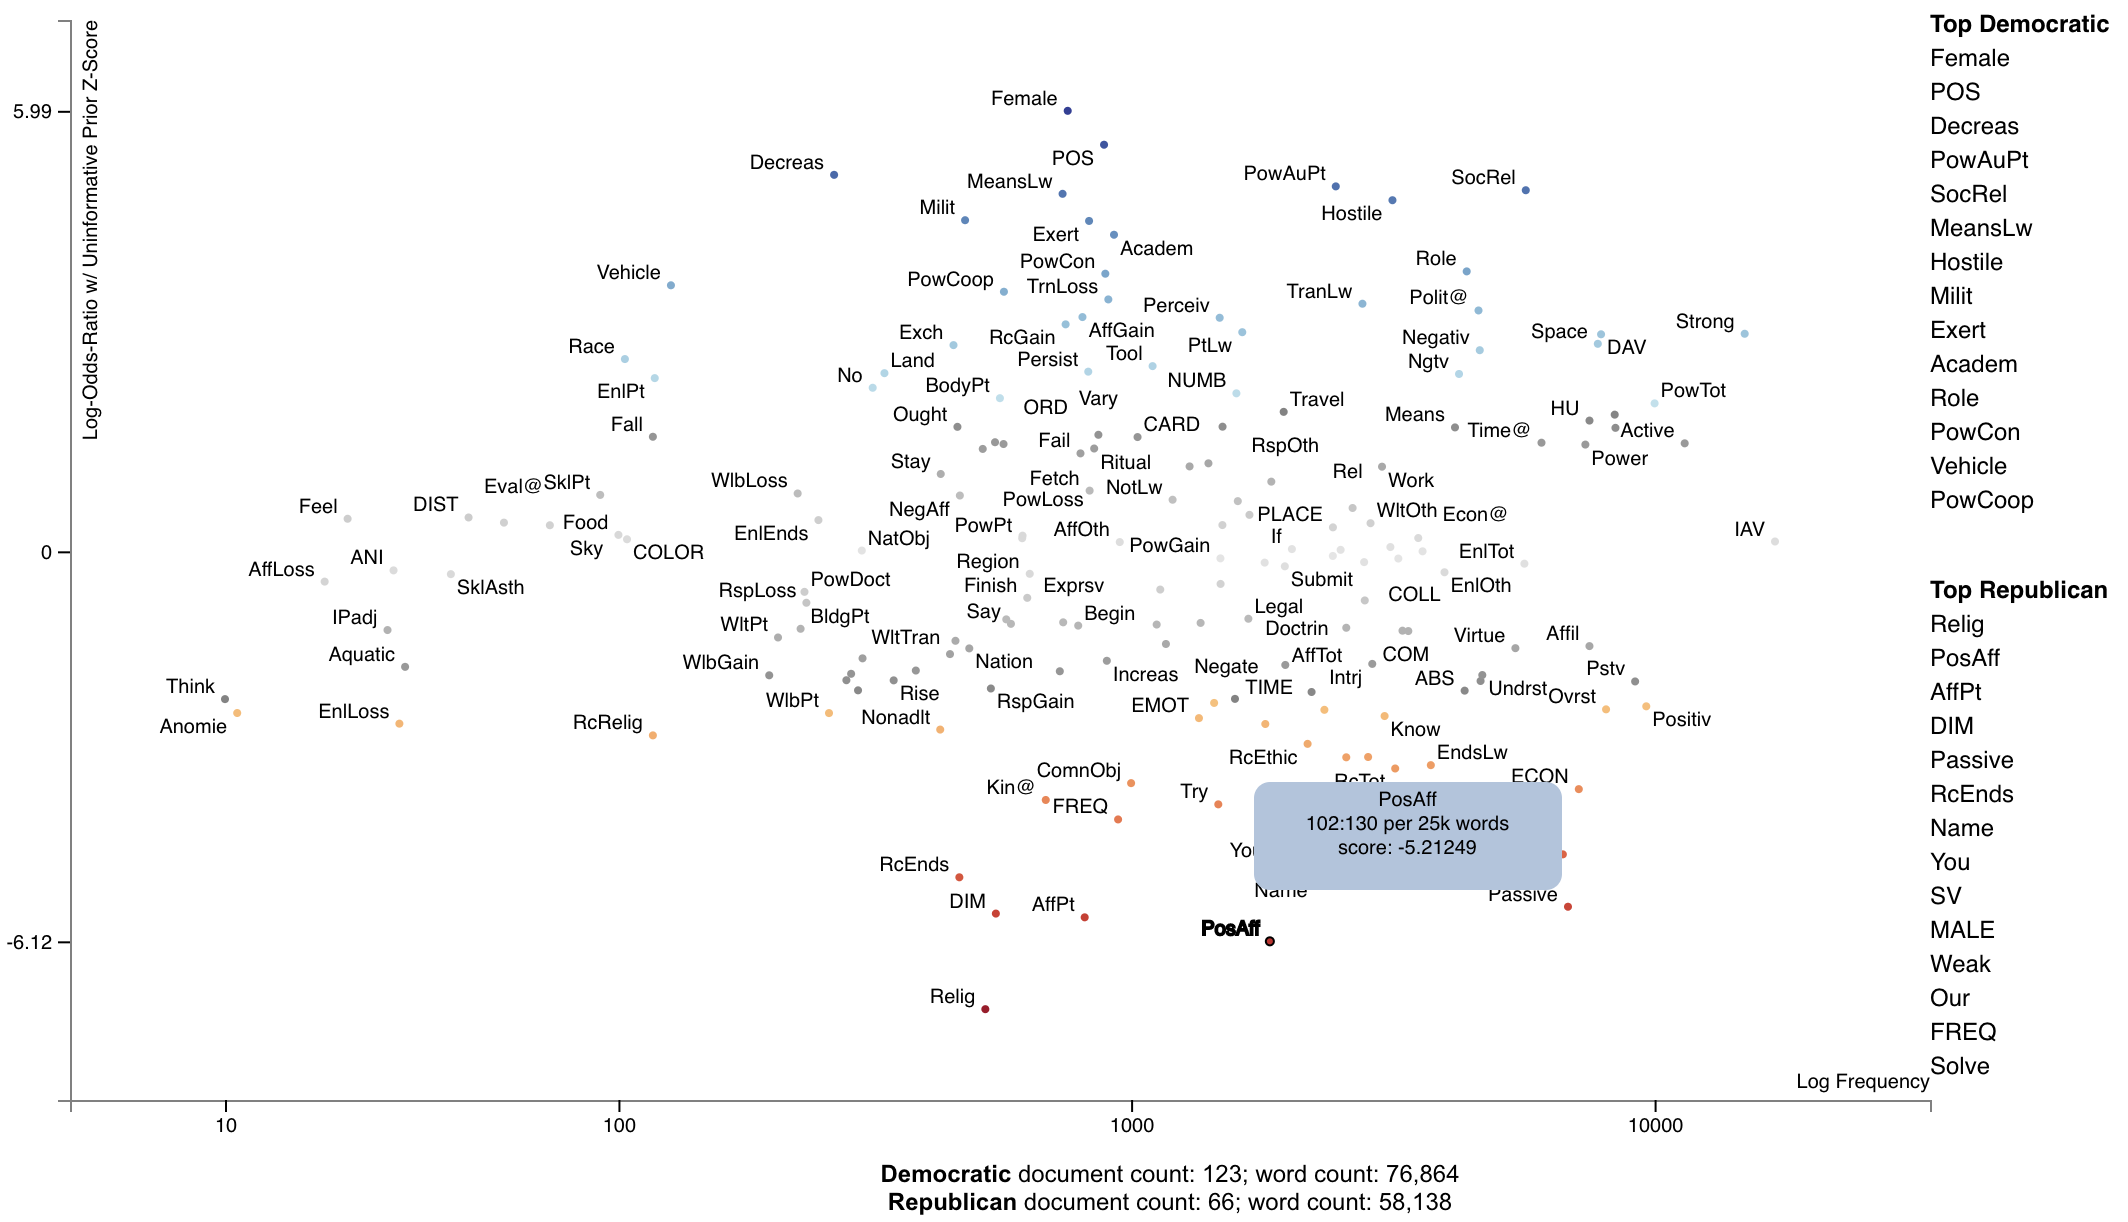 Log-Odds-Ratio w/ Uninformative Prior Z-Score
5.99
0
-6.12
Female
POS
Decreas
MeansLw
PowAuPt
SocRel
Hostile
Milit
Exert
Academ
PowCon
Role
Vehicle
PowCoop
TrnLoss
TranLw
Polit@
Perceiv
Strong
Exch
RcGain
AffGain
PtLw
Negativ
Space
DAV
Race
Land
Persist
Tool
Ngtv
No
EnlPt
BodyPt
NUMB
PowTot
Vary
ORD
Travel
Ought
Means
HU
Fall
CARD
Time@
Active
Fail
RspOth
Power
Stay
Ritual
Rel
Work
WlbLoss
Fetch
NotLw
Eval@
SklPt
PowLoss
Feel
DIST
NegAff
PLACE
WltOth
Econ@
Food
EnlEnds
PowPt
AffOth
IAV
NatObj
If
PowGain
Sky
COLOR
EnlTot
ANI
Region
AffLoss
PowDoct
Submit
SklAsth
RspLoss
Finish
Exprsv
EnlOth
COLL
IPadj
BldgPt
Say
Begin
Legal
WltPt
WltTran
Doctrin
Virtue
Affil
Aquatic
WlbGain
Nation
AffTot
COM
Negate
Pstv
Increas
Intrj
ABS
Think
TIME
Undrst
WlbPt
Rise
RspGain
Ovrst
EMOT
Anomie
EnlLoss
RcRelig
Nonadlt
Positiv
Know
RcEthic
EndsLw
ComnObj
RcTot
ECON
Kin@
FREQ
Try
PosAff
102:130 per 25k words
score: -5.21249
RcEnds
Name
Passive
DIM
AffPt
PosAff
Relig
Log Frequency
10
100
1000
10000
Top Democratic
Female
POS
Decreas
PowAuPt
SocRel
MeansLw
Hostile
Milit
Exert
Academ
Role
PowCon
Vehicle
PowCoop
Top Republican
Relig
PosAff
AffPt
DIM
Passive
RcEnds
Name
You
SV
MALE
Weak
Our
FREQ
Solve
Democratic document count: 123; word count: 76,864
Republican document count: 66; word count: 58,138